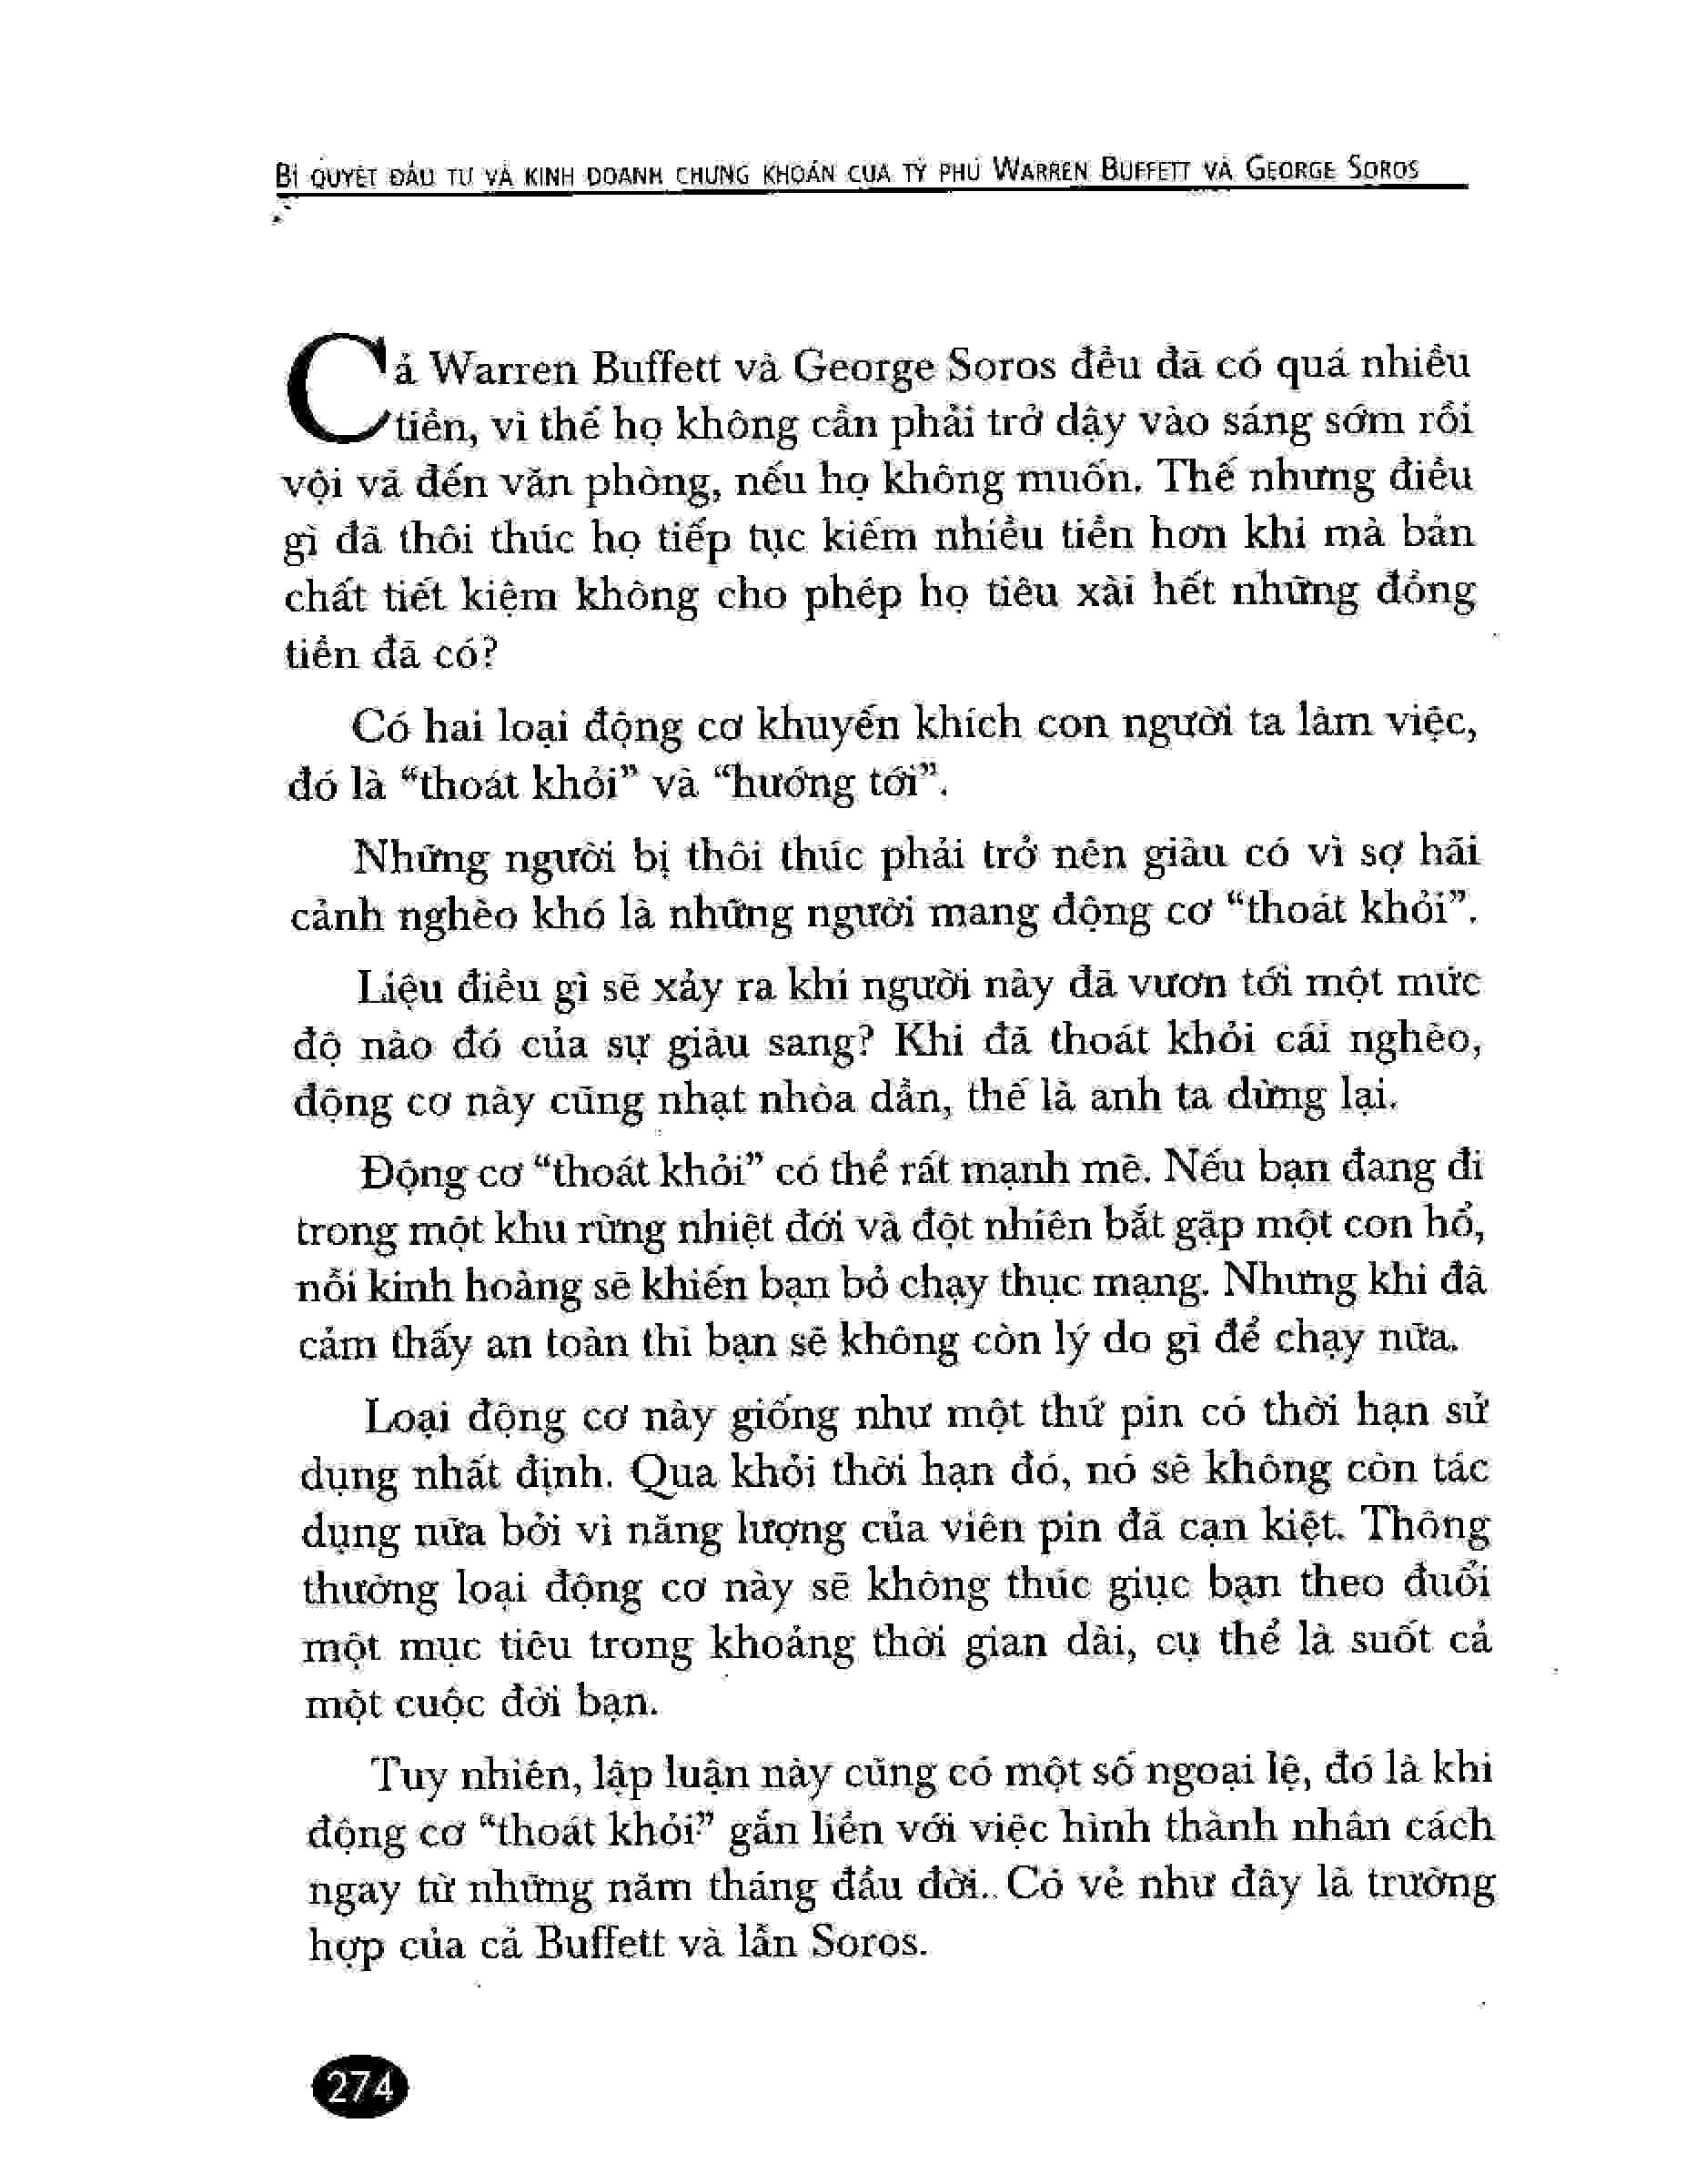 BÍ QUYẾT ĐẦU TƯ VÀ KINH DOANH CHỨNG KHOÁN CỦA TỶ PHÚ WARREN BUFFETT VÀ GEORGE SOROS
Cả Warren Buffett và George Soros đều đã có quá nhiều
tiền, vì thế họ không cần phải trở dậy vào sáng sớm rồi
vội vã đến văn phòng, nếu họ không muốn. Thế nhưng điều
gì đã thôi thúc họ tiếp tục kiếm nhiều tiền hơn khi mà bản
chất tiết kiệm không cho phép họ tiêu xài hết những đồng
tiền đã có?
Có hai loại động cơ khuyến khích con người ta làm việc,
đó là “thoát khỏi” và “hướng tới”.
Những người bị thôi thúc phải trở nên giàu có vì sợ hãi
cảnh nghèo khó là những người mang động cơ “thoát khỏi”.
Liệu điều gì sẽ xảy ra khi người này đã vươn tới một mức
độ nào đó của sự giàu sang? Khi đã thoát khỏi cái nghèo,
động cơ này cũng nhạt nhòa dần, thế là anh ta dừng lại.
Động cơ “thoát khỏi” có thể rất mạnh mẽ. Nếu bạn đang đi
trong một khu rừng nhiệt đới và đột nhiên bắt gặp một con hổ,
nỗi kinh hoàng sẽ khiến bạn bỏ chạy thục mạng. Nhưng khi đã
cảm thấy an toàn thì bạn sẽ không còn lý do gì để chạy nữa.
Loại động cơ này giống như một thứ pin có thời hạn sử
dụng nhất định. Qua khỏi thời hạn đó, nó sẽ không còn tác
dụng nữa bởi vì năng lượng của viên pin đã cạn kiệt. Thông
thường loại động cơ này sẽ không thúc giục bạn theo đuổi
một mục tiêu trong khoảng thời gian dài, cụ thể là suốt cả
một cuộc đời bạn.
Tuy nhiên, lập luận này cũng có một số ngoại lệ, đó là khi
động cơ “thoát khỏi” gắn liền với việc hình thành nhân cách
ngay từ những năm tháng đầu đời. Có vẻ như đây là trường
hợp của cả Buffett và lẫn Soros.
274